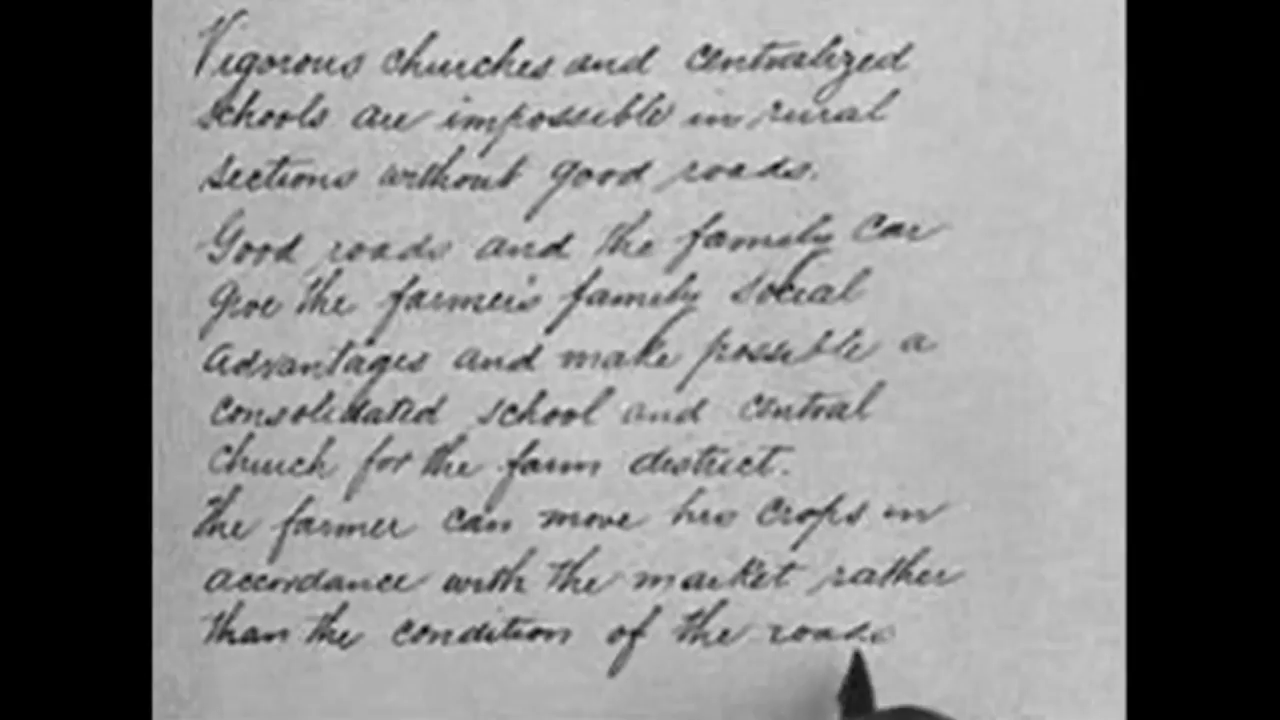 Vigorous churches and centralized
schools are impossible in rural
sections without good roads.
Good roads and the family car
give the farmer's family social
advantages and make possible a
consolidated school and central
church for the farm district.
The farmer can move his crops in
accordance with the market rather
than the condition of the roads